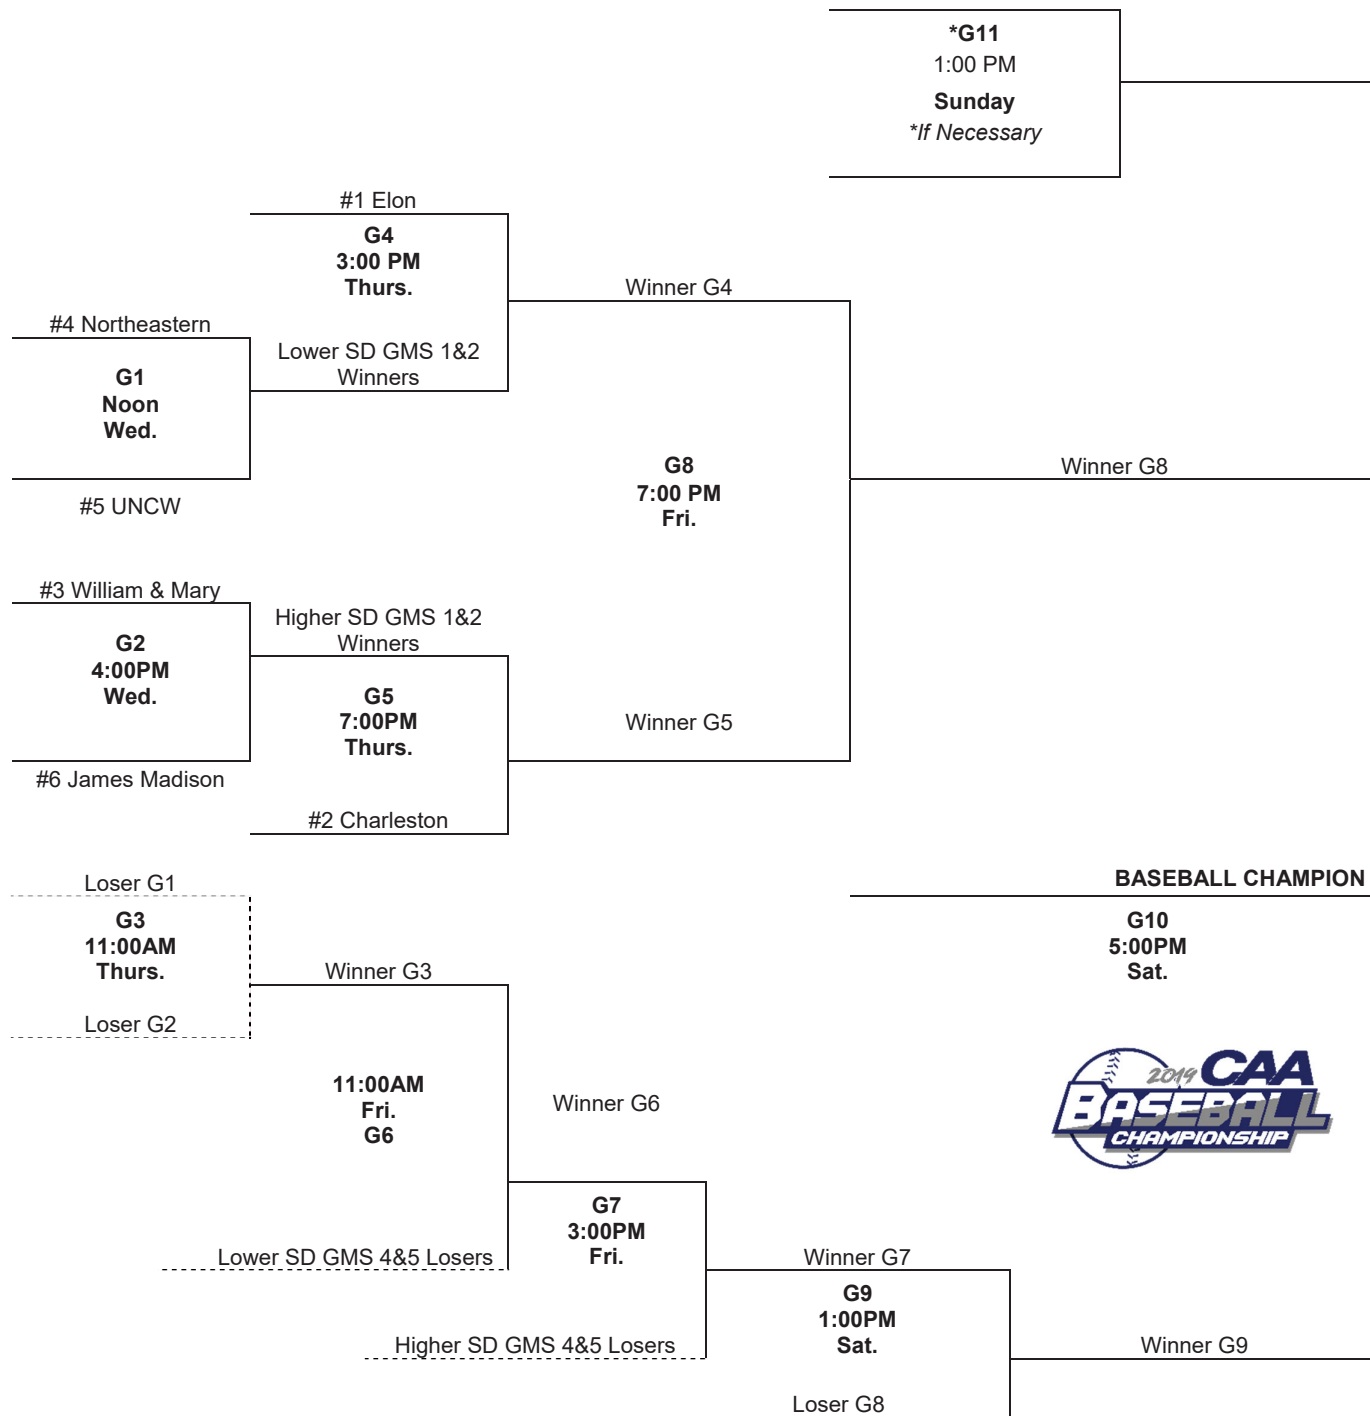 *G11
1:00 PM
Sunday
*If Necessary
#1 Elon
G4
3:00 PM
Thurs.
Winner G4
#4 Northeastern
Lower SD GMS 1&2
Winners
G1
Noon
Wed.
G8
7:00 PM
Fri.
Winner G8
#5 UNCW
#3 William & Mary
Higher SD GMS 1&2
Winners
G2
4:00PM
Wed.
G5
7:00PM
Thurs.
Winner G5
#6 James Madison
#2 Charleston
Loser G1
BASEBALL CHAMPION
G3
11:00AM
Thurs.
G10
5:00PM
Sat.
Winner G3
Loser G2
11:00AM
Fri.
G6
Winner G6
2019 CAA
BASEBALL
CHAMPIONSHIP
G7
3:00PM
Fri.
Lower SD GMS 4&5 Losers
Winner G7
G9
1:00PM
Sat.
Higher SD GMS 4&5 Losers
Winner G9
Loser G8